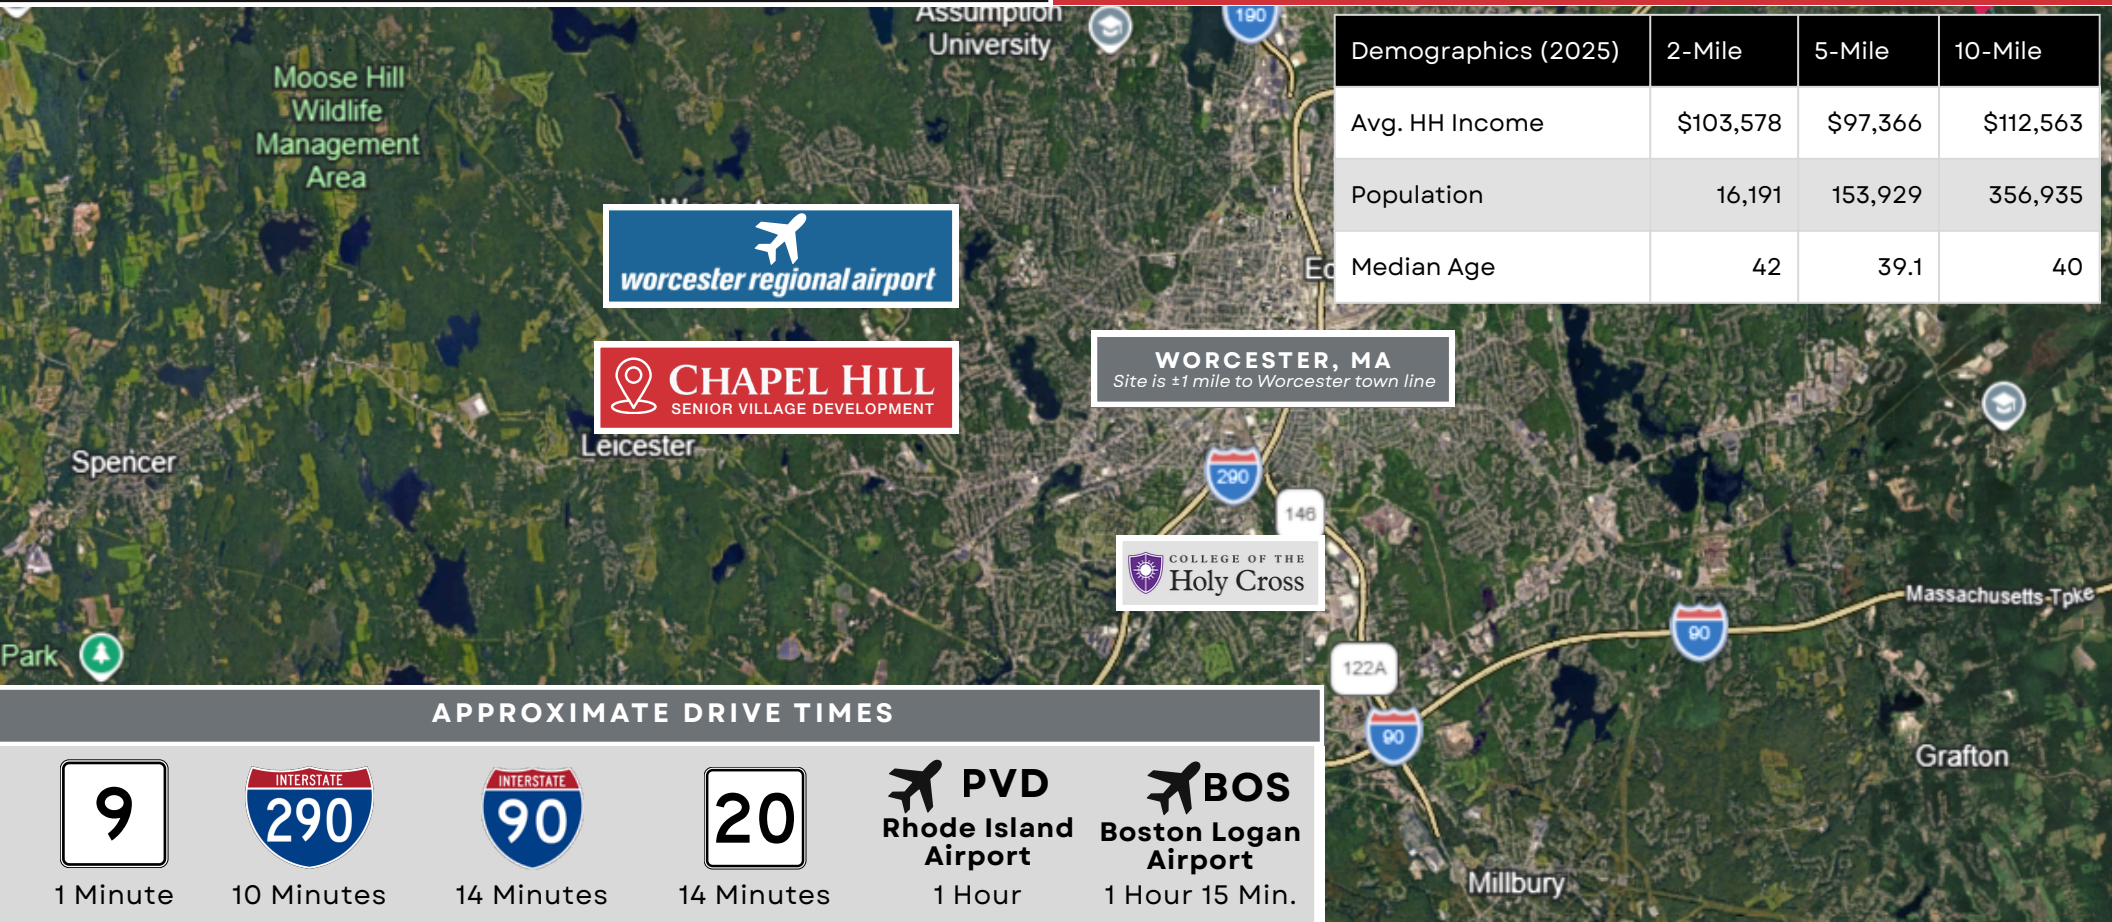 Assumption
University
190
Moose Hill
Wildlife
Management
Area
Demographics (2025) 2-Mile 5-Mile 10-Mile
Avg. HH Income $103,578 $97,366 $112,563
Population 16,191 153,929 356,935
Median Age 42 39.1 40
worcester regional airport
CHAPEL HILL
SENIOR VILLAGE DEVELOPMENT
WORCESTER, MA
Site is ±1 mile to Worcester town line
Leicester
Spencer
290
146
COLLEGE OF THE
Holy Cross
Massachusetts Tpke
90
Park
122A
90
Grafton
Millbury
APPROXIMATE DRIVE TIMES
9
1 Minute
INTERSTATE
290
10 Minutes
INTERSTATE
90
14 Minutes
20
14 Minutes
PVD
Rhode Island
Airport
1 Hour
BOS
Boston Logan
Airport
1 Hour 15 Min.